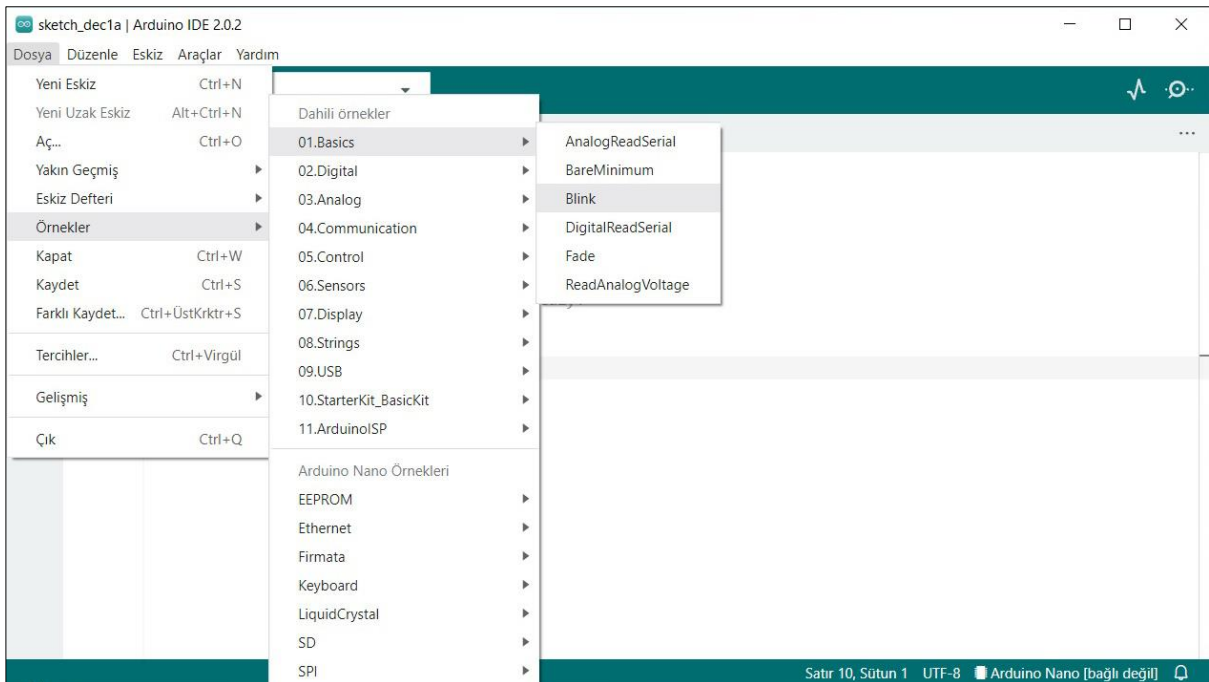 sketch_dec1a | Arduino IDE 2.0.2
Dosya Düzenle Eskiz Araçlar Yardım
Yeni Eskiz Ctrl+N
Yeni Uzak Eskiz Alt+Ctrl+N
Aç... Ctrl+O
Yakın Geçmiş
Eskiz Defteri
Örnekler
Kapat Ctrl+W
Kaydet Ctrl+S
Farklı Kaydet... Ctrl+ÜstKrktr+S
Tercihler... Ctrl+Virgül
Gelişmiş
Çık Ctrl+Q
Dahili örnekler
01.Basics
02.Digital
03.Analog
04.Communication
05.Control
06.Sensors
07.Display
08.Strings
09.USB
10.StarterKit_BasicKit
11.ArduinoISP
Arduino Nano Örnekleri
EEPROM
Ethernet
Firmata
Keyboard
LiquidCrystal
SD
SPI
AnalogReadSerial
BareMinimum
Blink
DigitalReadSerial
Fade
ReadAnalogVoltage
Satır 10, Sütun 1 UTF-8 Arduino Nano [bağlı değil]